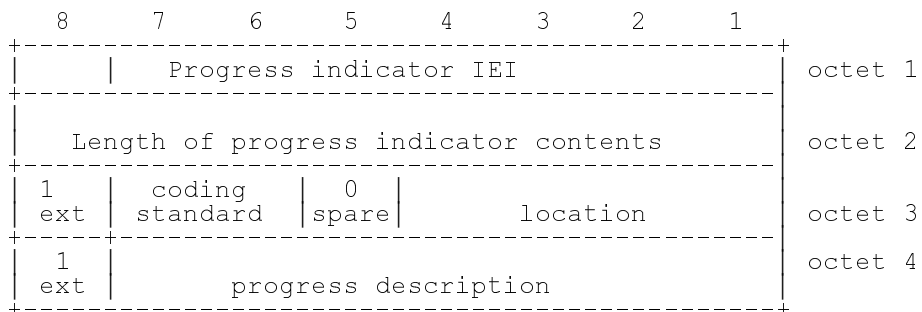 8 7 6 5 4 3 2 1
Progress indicator IEI octet 1
Length of progress indicator contents octet 2
1 coding 0
ext standard spare location octet 3
1 octet 4
ext progress description